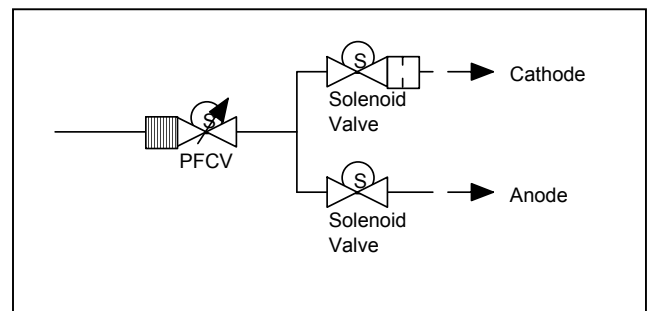 S
Cathode
Solenoid
Valve
S
PFCV
S
Anode
Solenoid
Valve